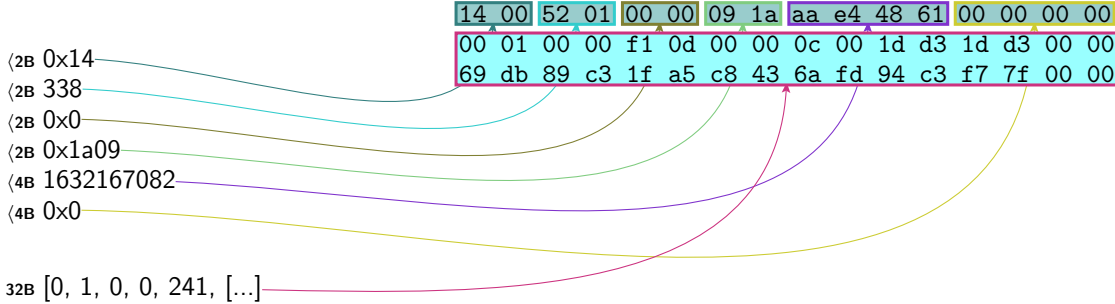 14 00 52 01 00 00 09 1a aa e4 48 61 00 00 00 00
00 01 00 00 f1 0d 00 00 0c 00 1d d3 1d d3 00 00
69 db 89 c3 1f a5 c8 43 6a fd 94 c3 f7 7f 00 00
⟨2B 0x14
⟨2B 338
⟨2B 0x0
⟨2B 0x1a09
⟨4B 1632167082
⟨4B 0x0
32B [0, 1, 0, 0, 241, [...]